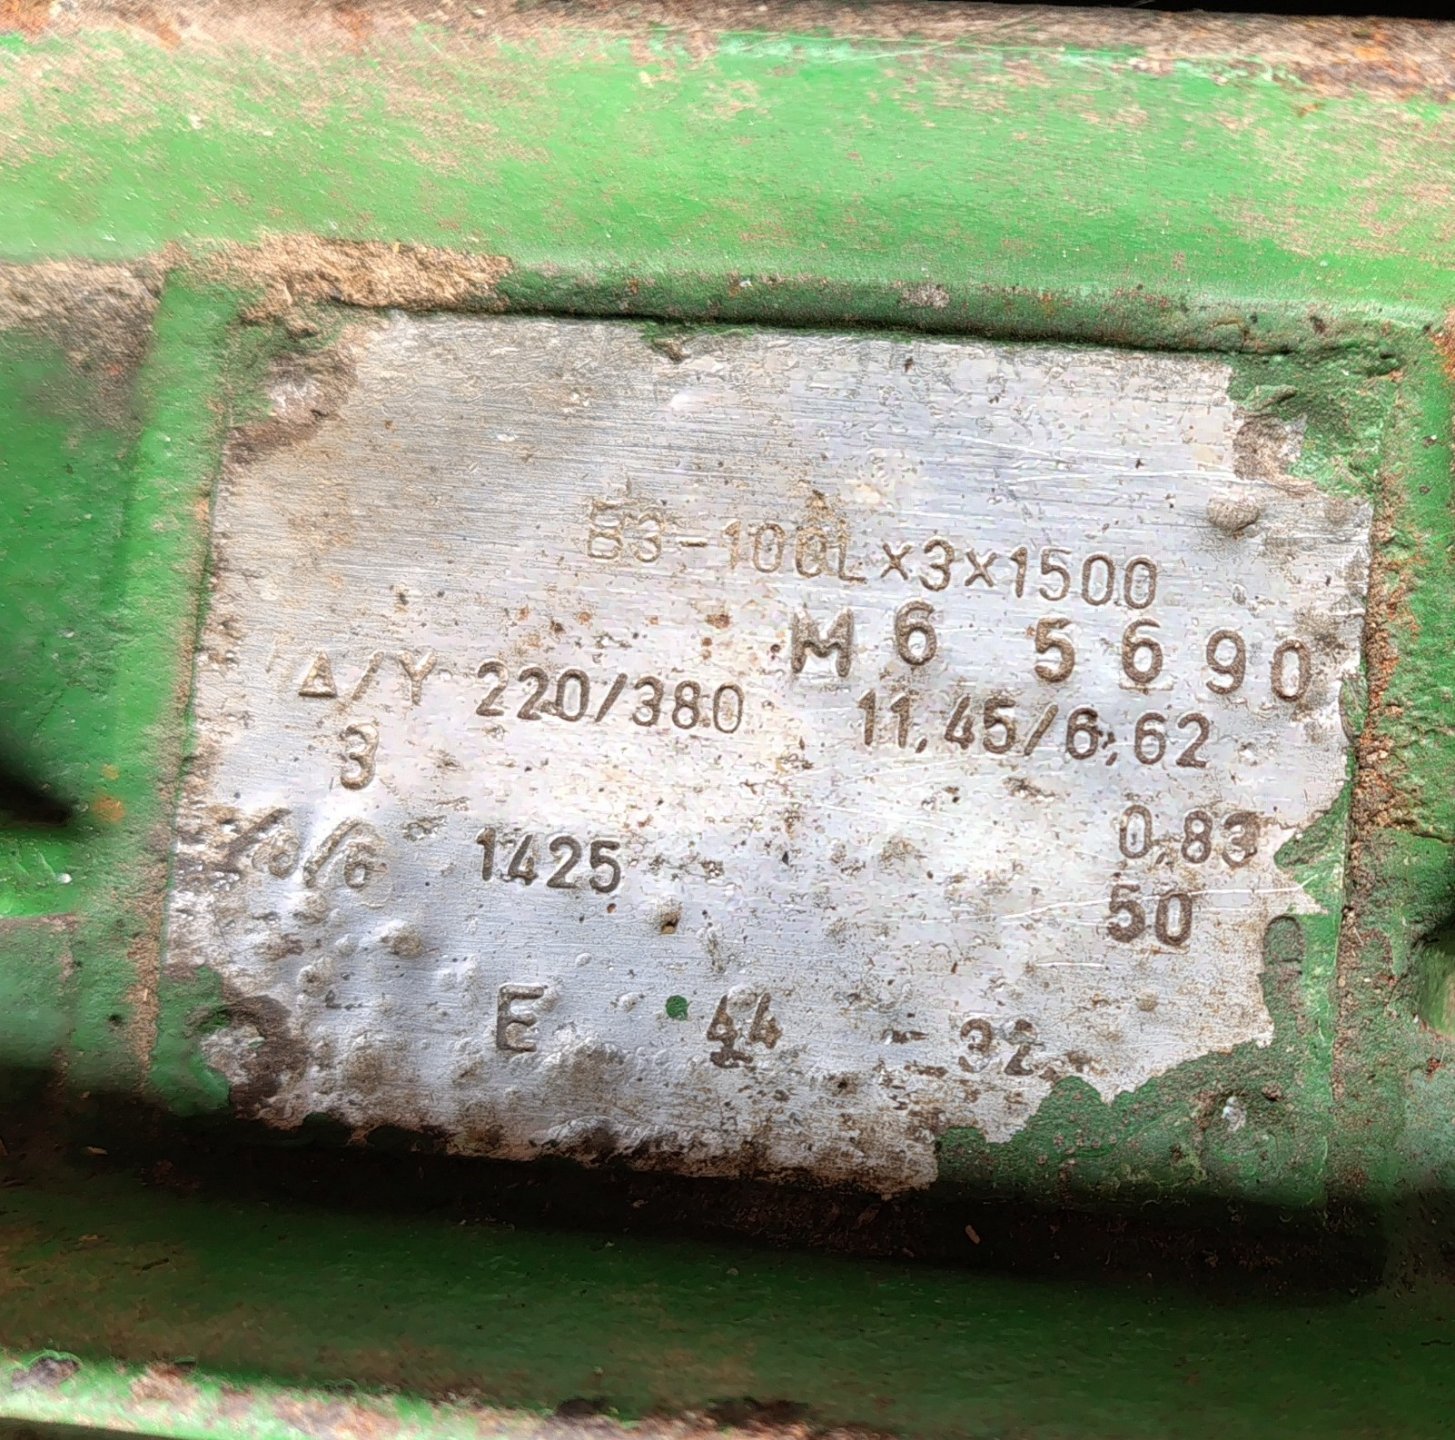 B3-100L×3×1500
M6 5690
Δ/Y 220/380 11,45/6,62
3
1425 0,83
50
E 44 - 32